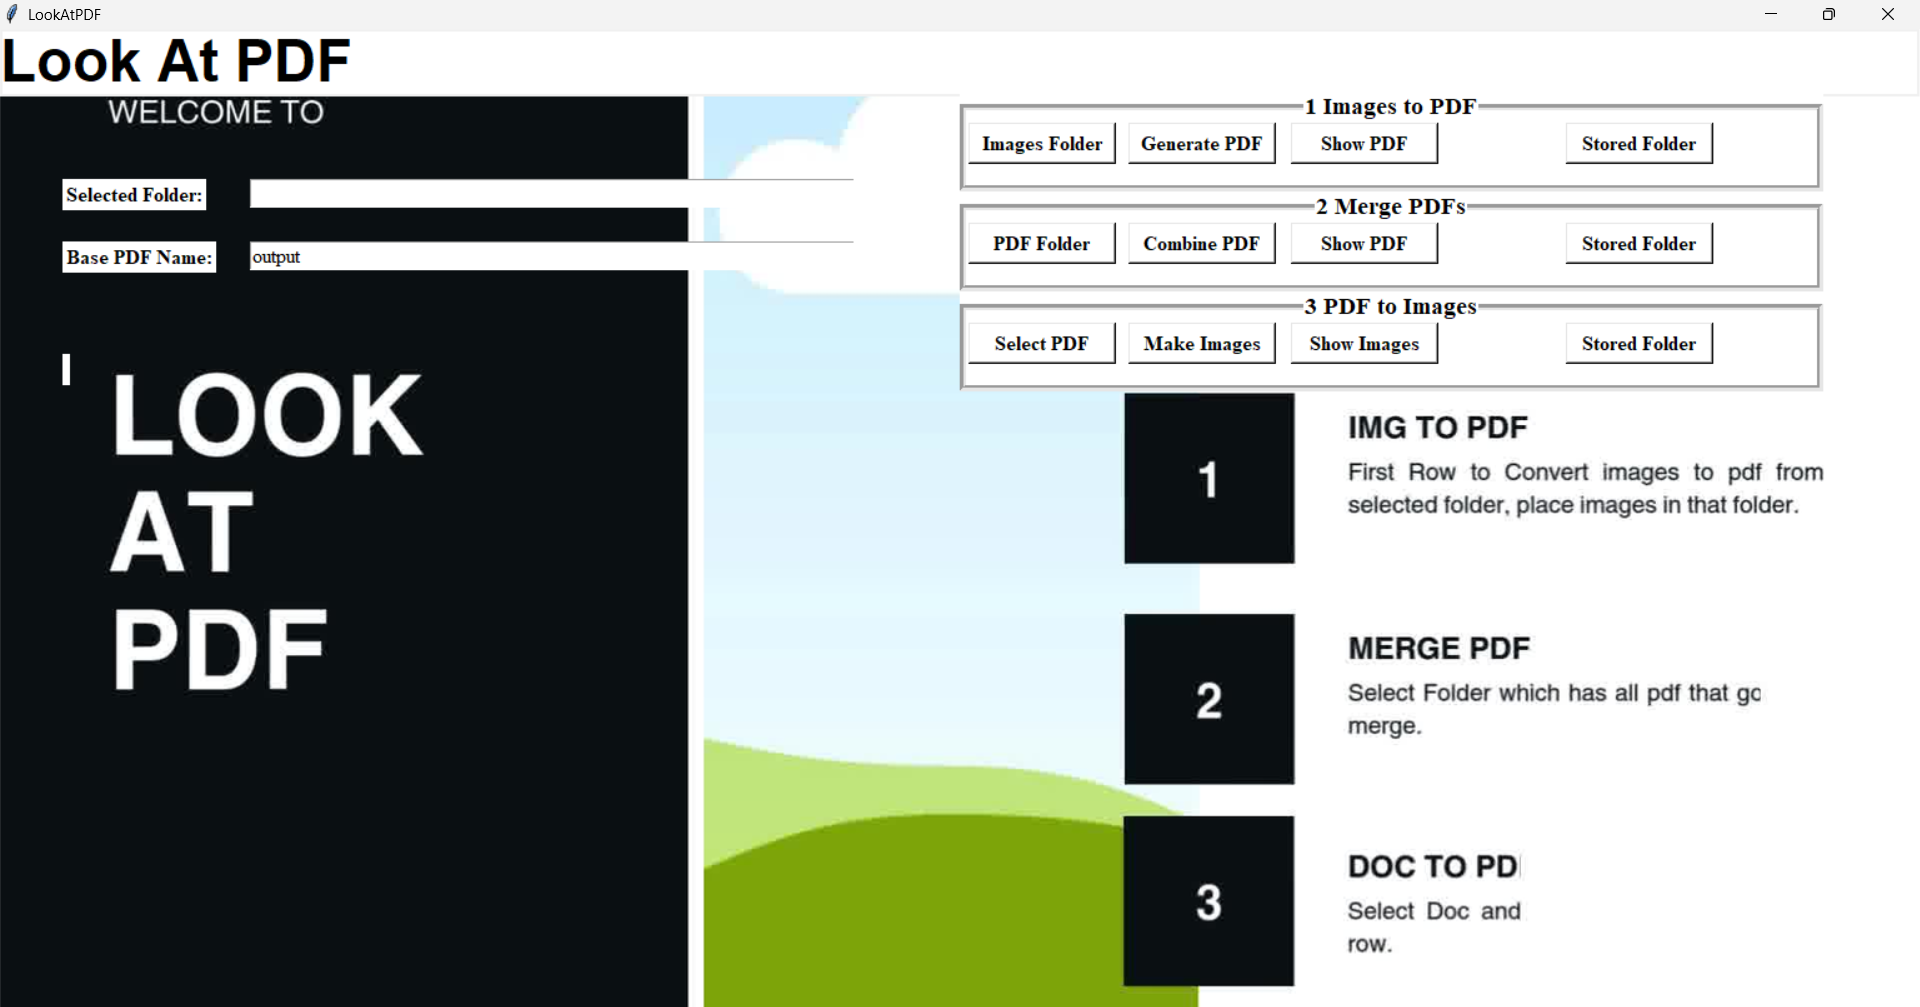 LookAtPDF
Look At PDF
WELCOME TO
Selected Folder:
Base PDF Name: output
LOOK
AT
PDF
1 Images to PDF
Images Folder Generate PDF Show PDF Stored Folder
2 Merge PDFs
PDF Folder Combine PDF Show PDF Stored Folder
3 PDF to Images
Select PDF Make Images Show Images Stored Folder
1
IMG TO PDF
First Row to Convert images to pdf from
selected folder, place images in that folder.
2
MERGE PDF
Select Folder which has all pdf that go
merge.
3
DOC TO PD
Select Doc and
row.